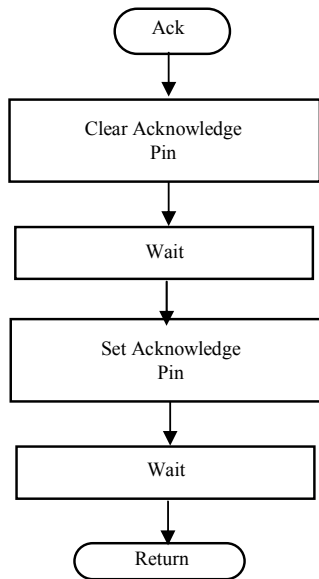 Ack
Clear Acknowledge
Pin
Wait
Set Acknowledge
Pin
Wait
Return